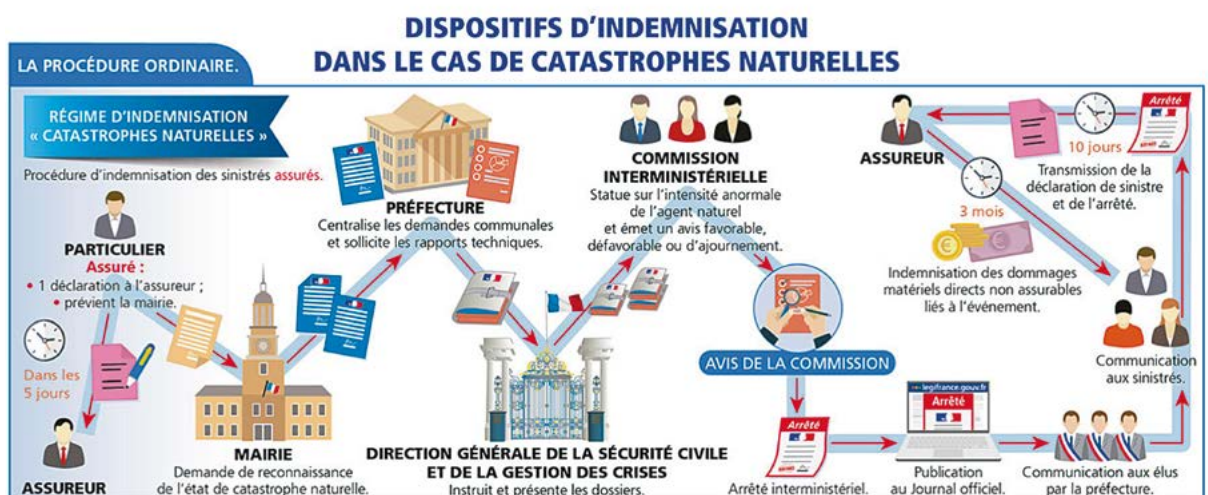 DISPOSITIFS D'INDEMNISATION
DANS LE CAS DE CATASTROPHES NATURELLES
LA PROCÉDURE ORDINAIRE.
RÉGIME D'INDEMNISATION
« CATASTROPHES NATURELLES »
Procédure d'indemnisation des sinistrés assurés.
PARTICULIER
Assuré :
• 1 déclaration à l'assureur ;
• prévient la mairie.
Dans les
5 jours
ASSUREUR
MAIRIE
Demande de reconnaissance
de l'état de catastrophe naturelle.
PRÉFECTURE
Centralise les demandes communales
et sollicite les rapports techniques.
DIRECTION GÉNÉRALE DE LA SÉCURITÉ CIVILE
ET DE LA GESTION DES CRISES
Instruit et présente les dossiers.
COMMISSION
INTERMINISTÉRIELLE
Statue sur l'intensité anormale
de l'agent naturel
et émet un avis favorable,
défavorable ou d'ajournement.
AVIS DE LA COMMISSION
Arrêté
Arrêté interministériel.
legifrance.gouv.fr
Arrêté
Publication
au Journal officiel.
Communication aux élus
par la préfecture.
Communication
aux sinistrés.
Arrêté
10 jours
Transmission de la
déclaration de sinistre
et de l'arrêté.
ASSUREUR
3 mois
Indemnisation des dommages
matériels directs non assurables
liés à l'événement.